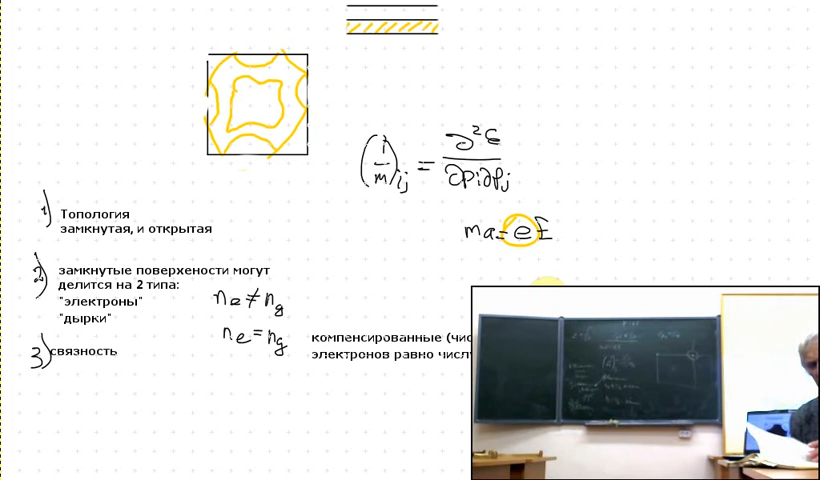 (1/m)ij = ∂²ε/∂pi∂pj
ma=eE
1) Топология
замкнутая, и открытая
2) замкнутые поверхености могут
делится на 2 типа:
"электроны"
"дырки"
ne ≠ ng
ne = ng
3) связность
компенсированные (чис
электронов равно числ